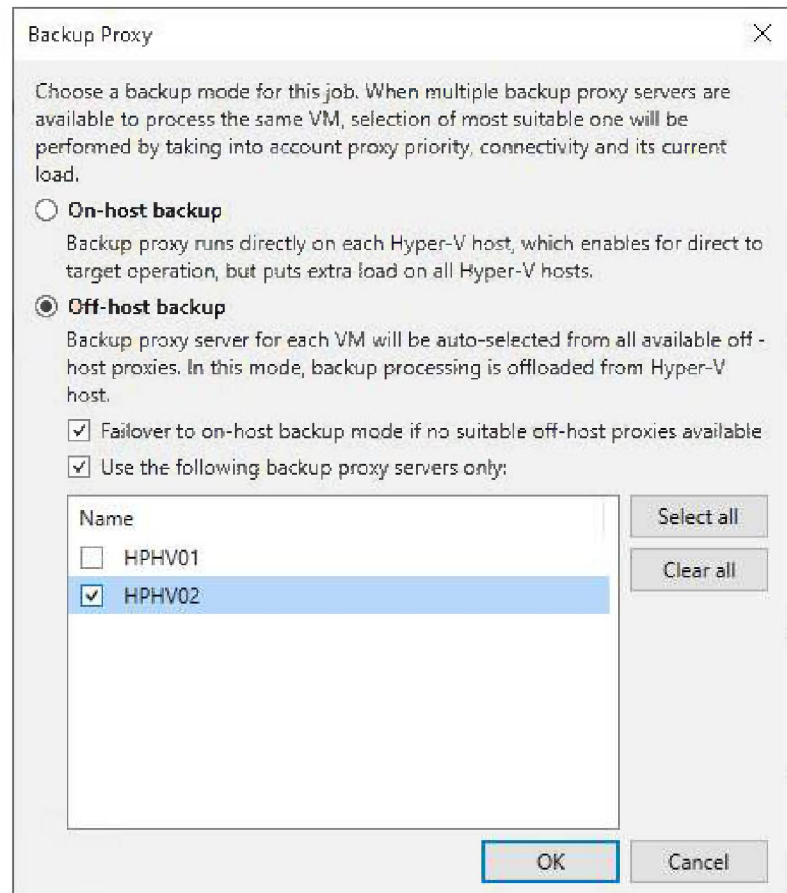 Backup Proxy
Choose a backup mode for this job. When multiple backup proxy servers are
available to process the same VM, selection of most suitable one will be
performed by taking into account proxy priority, connectivity and its current
load.
On-host backup
Backup proxy runs directly on each Hyper-V host, which enables for direct to
target operation, but puts extra load on all Hyper-V hosts.
Off-host backup
Backup proxy server for each VM will be auto-selected from all available off -
host proxies. In this mode, backup processing is offloaded from Hyper-V
host.
Failover to on-host backup mode if no suitable off-host proxies available
Use the following backup proxy servers only:
Name
Select all
HPHV01
Clear all
HPHV02
OK
Cancel